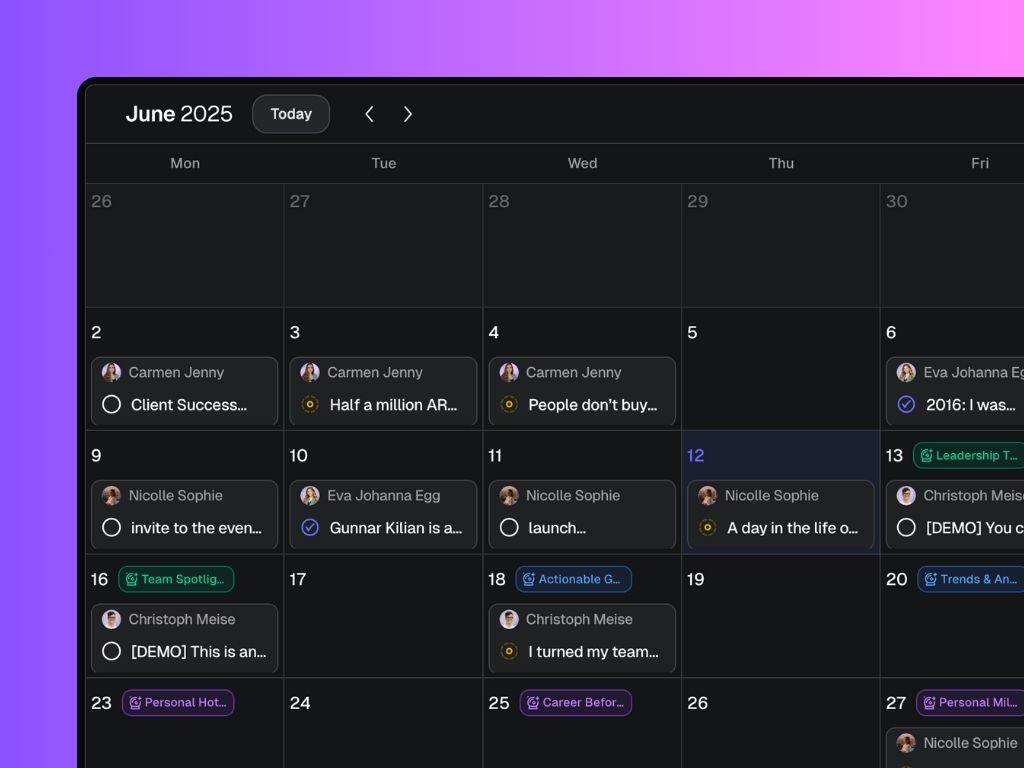 June 2025
Today
Mon
Tue
Wed
Thu
Fri
26
27
28
29
30
2
Carmen Jenny
Client Success...
3
Carmen Jenny
Half a million AR...
4
Carmen Jenny
People don’t buy...
5
6
Eva Johanna Eg
2016: I was...
9
Nicolle Sophie
invite to the even...
10
Eva Johanna Egg
Gunnar Kilian is a...
11
Nicolle Sophie
launch...
12
Nicolle Sophie
A day in the life o...
13
Leadership T...
Christoph Meise
[DEMO] You c
16
Team Spotlig...
Christoph Meise
[DEMO] This is an...
17
18
Actionable G...
Christoph Meise
I turned my team...
19
20
Trends & An...
23
Personal Hot...
24
25
Career Befor...
26
27
Personal Mil...
Nicolle Sophie